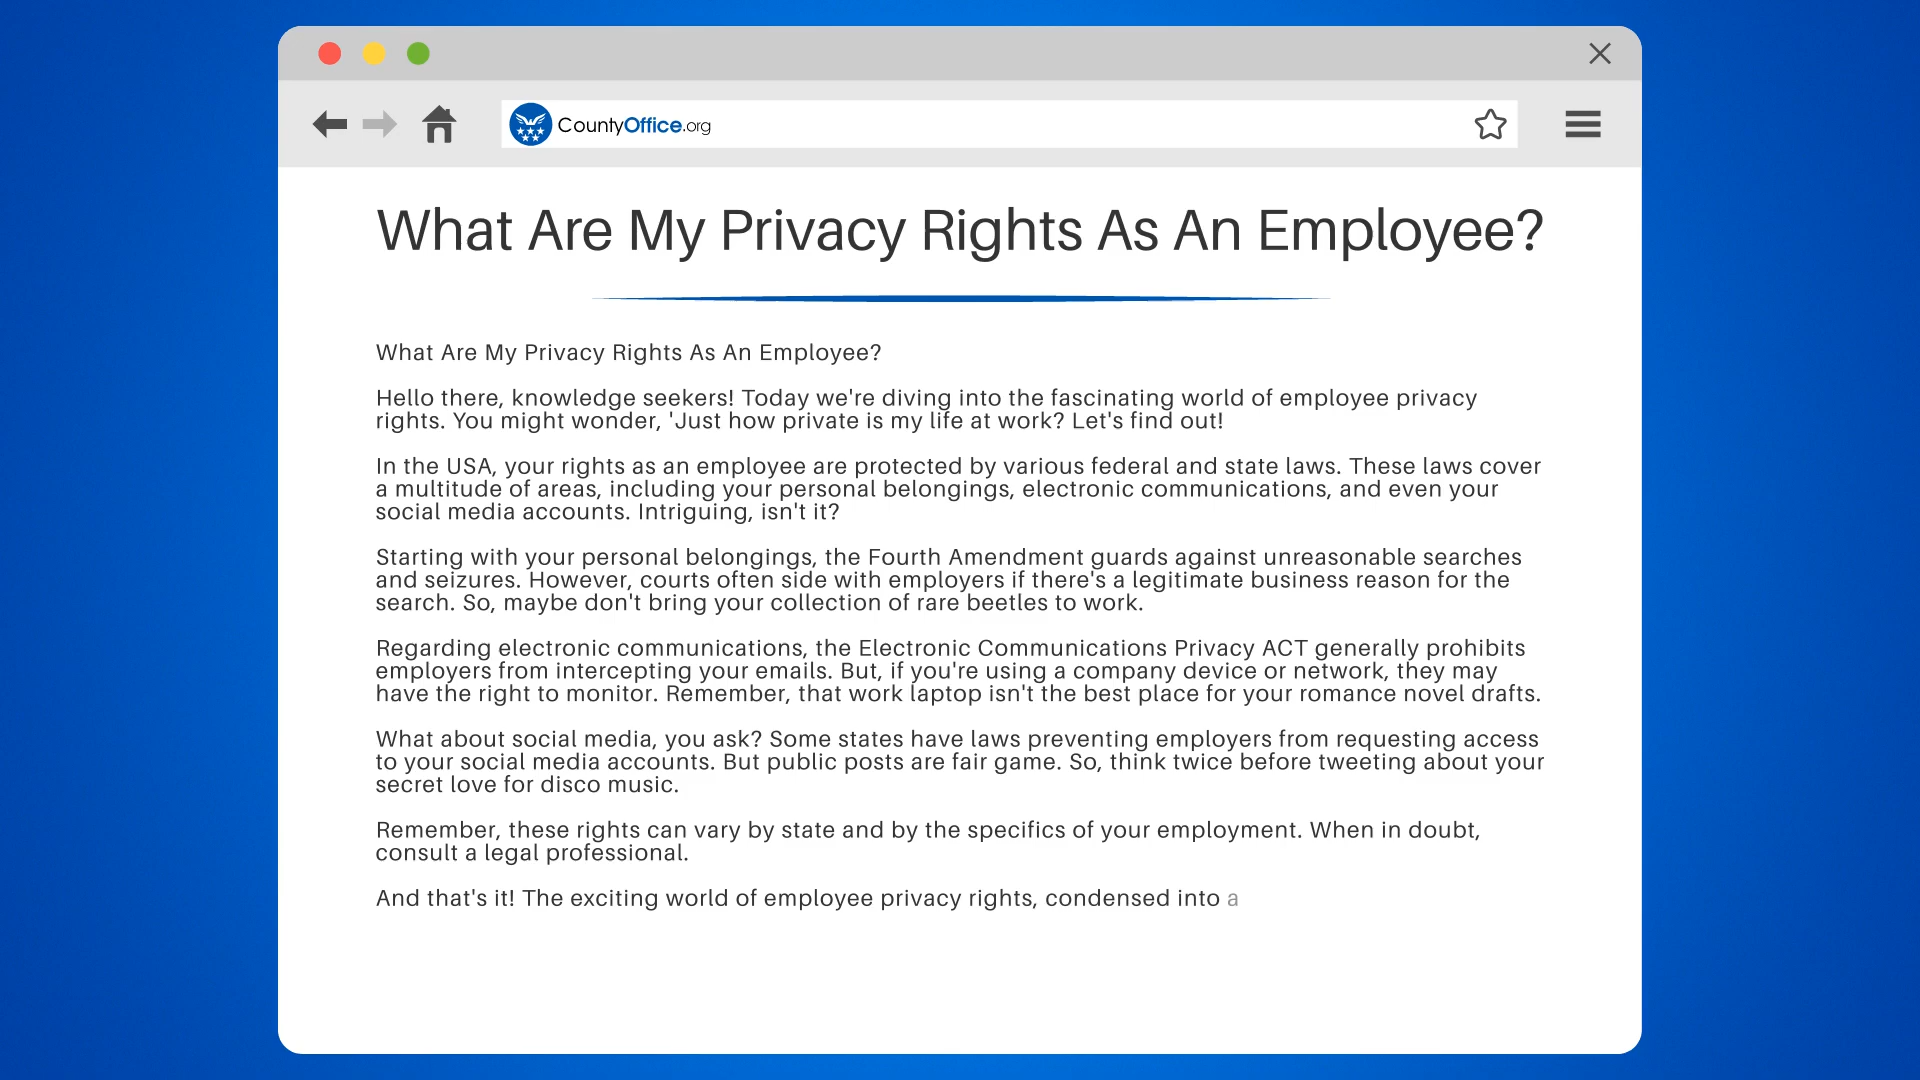 CountyOffice.org
What Are My Privacy Rights As An Employee?
What Are My Privacy Rights As An Employee?
Hello there, knowledge seekers! Today we're diving into the fascinating world of employee privacy
rights. You might wonder, 'Just how private is my life at work? Let's find out!
In the USA, your rights as an employee are protected by various federal and state laws. These laws cover
a multitude of areas, including your personal belongings, electronic communications, and even your
social media accounts. Intriguing, isn't it?
Starting with your personal belongings, the Fourth Amendment guards against unreasonable searches
and seizures. However, courts often side with employers if there's a legitimate business reason for the
search. So, maybe don't bring your collection of rare beetles to work.
Regarding electronic communications, the Electronic Communications Privacy ACT generally prohibits
employers from intercepting your emails. But, if you're using a company device or network, they may
have the right to monitor. Remember, that work laptop isn't the best place for your romance novel drafts.
What about social media, you ask? Some states have laws preventing employers from requesting access
to your social media accounts. But public posts are fair game. So, think twice before tweeting about your
secret love for disco music.
Remember, these rights can vary by state and by the specifics of your employment. When in doubt,
consult a legal professional.
And that's it! The exciting world of employee privacy rights, condensed into a